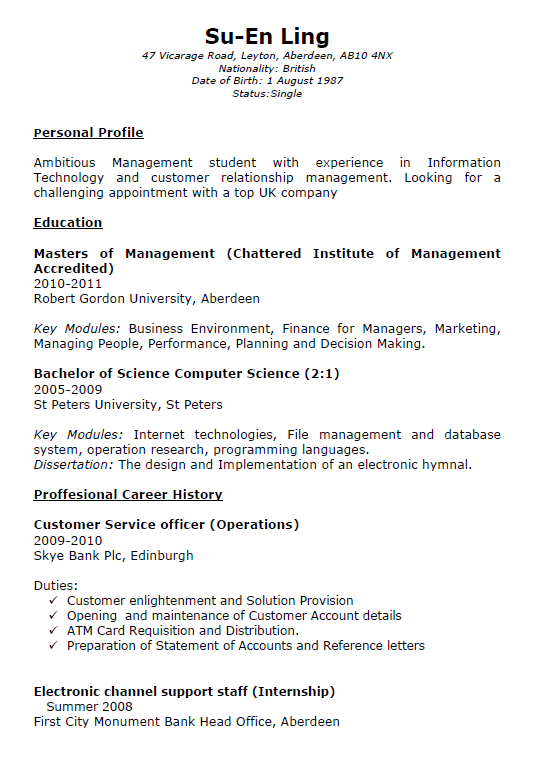 Su-En Ling
47 Vicarage Road, Leyton, Aberdeen, AB10 4NX
Nationality: British
Date of Birth: 1 August 1987
Status:Single
Personal Profile
Ambitious Management student with experience in Information
Technology and customer relationship management. Looking for a
challenging appointment with a top UK company
Education
Masters of Management (Chattered Institute of Management
Accredited)
2010-2011
Robert Gordon University, Aberdeen
Key Modules: Business Environment, Finance for Managers, Marketing,
Managing People, Performance, Planning and Decision Making.
Bachelor of Science Computer Science (2:1)
2005-2009
St Peters University, St Peters
Key Modules: Internet technologies, File management and database
system, operation research, programming languages.
Dissertation: The design and Implementation of an electronic hymnal.
Proffesional Career History
Customer Service officer (Operations)
2009-2010
Skye Bank Plc, Edinburgh
Duties:
✓ Customer enlightenment and Solution Provision
✓ Opening and maintenance of Customer Account details
✓ ATM Card Requisition and Distribution.
✓ Preparation of Statement of Accounts and Reference letters
Electronic channel support staff (Internship)
Summer 2008
First City Monument Bank Head Office, Aberdeen